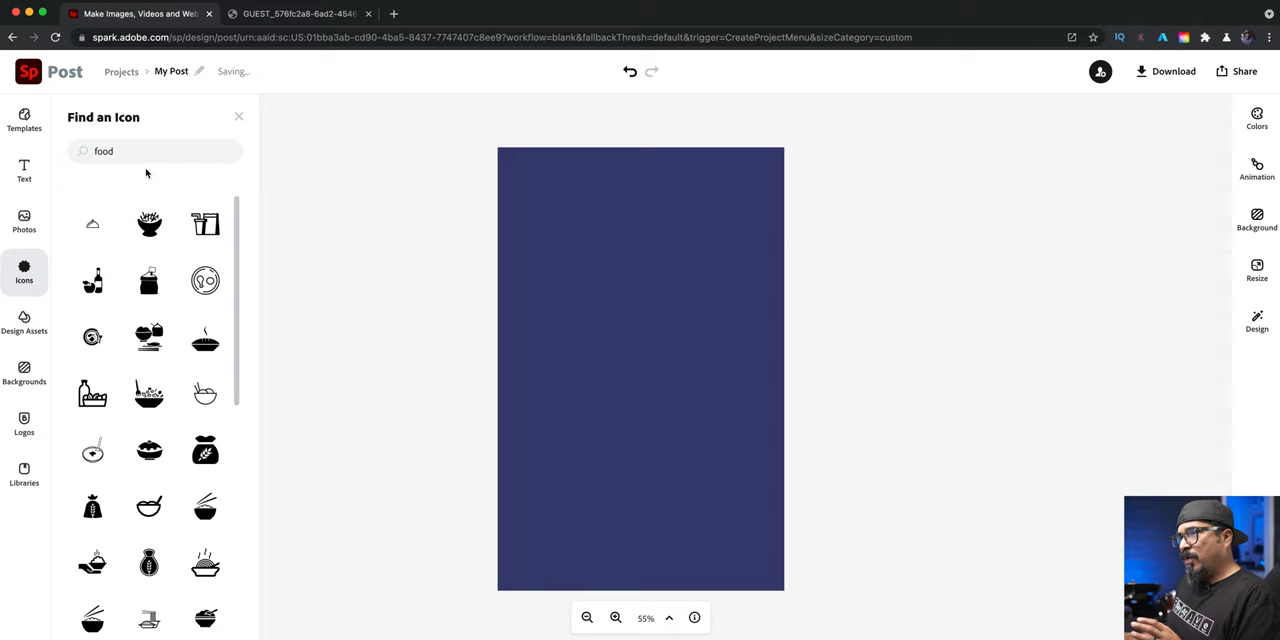 Make Images, Videos and Web
GUEST_576fc2a8-6ad2-4546
spark.adobe.com/sp/design/post/urn:aaid:sc:US:01bba3ab-cd90-4ba5-8437-7747407c8ee9?workflow=blank&fallbackThresh=default&trigger=CreateProjectMenu&sizeCategory=custom
Sp Post
Projects
My Post
Saving...
Download
Share
Templates
Text
Photos
Icons
Design Assets
Backgrounds
Logos
Libraries
Find an Icon
food
55%
Colors
Animation
Background
Resize
Design